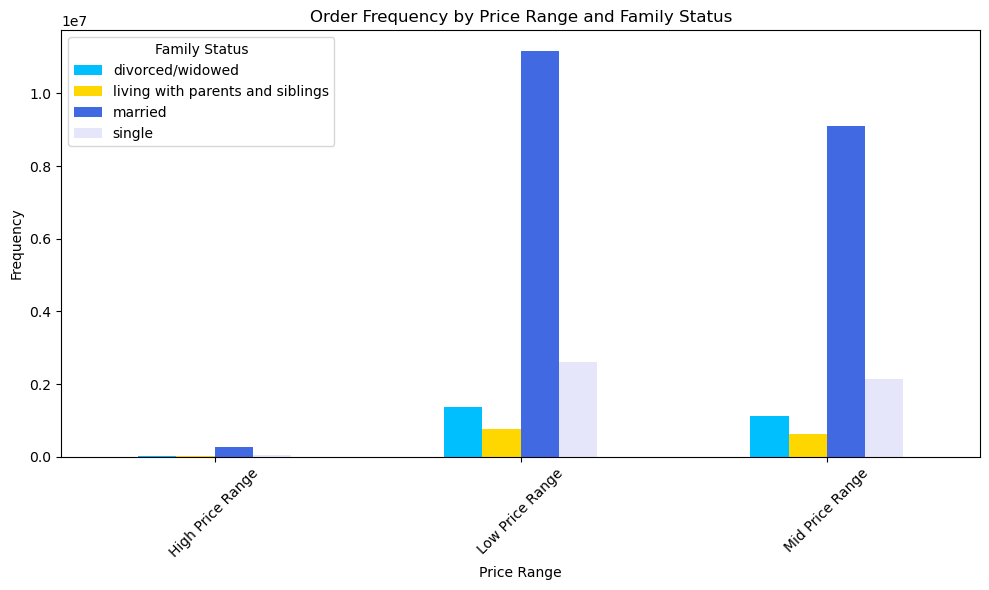 Order Frequency by Price Range and Family Status
1e7
Family Status
divorced/widowed
living with parents and siblings
married
single
1.0
0.8
0.6
0.4
0.2
0.0
Frequency
High Price Range
Low Price Range
Mid Price Range
Price Range